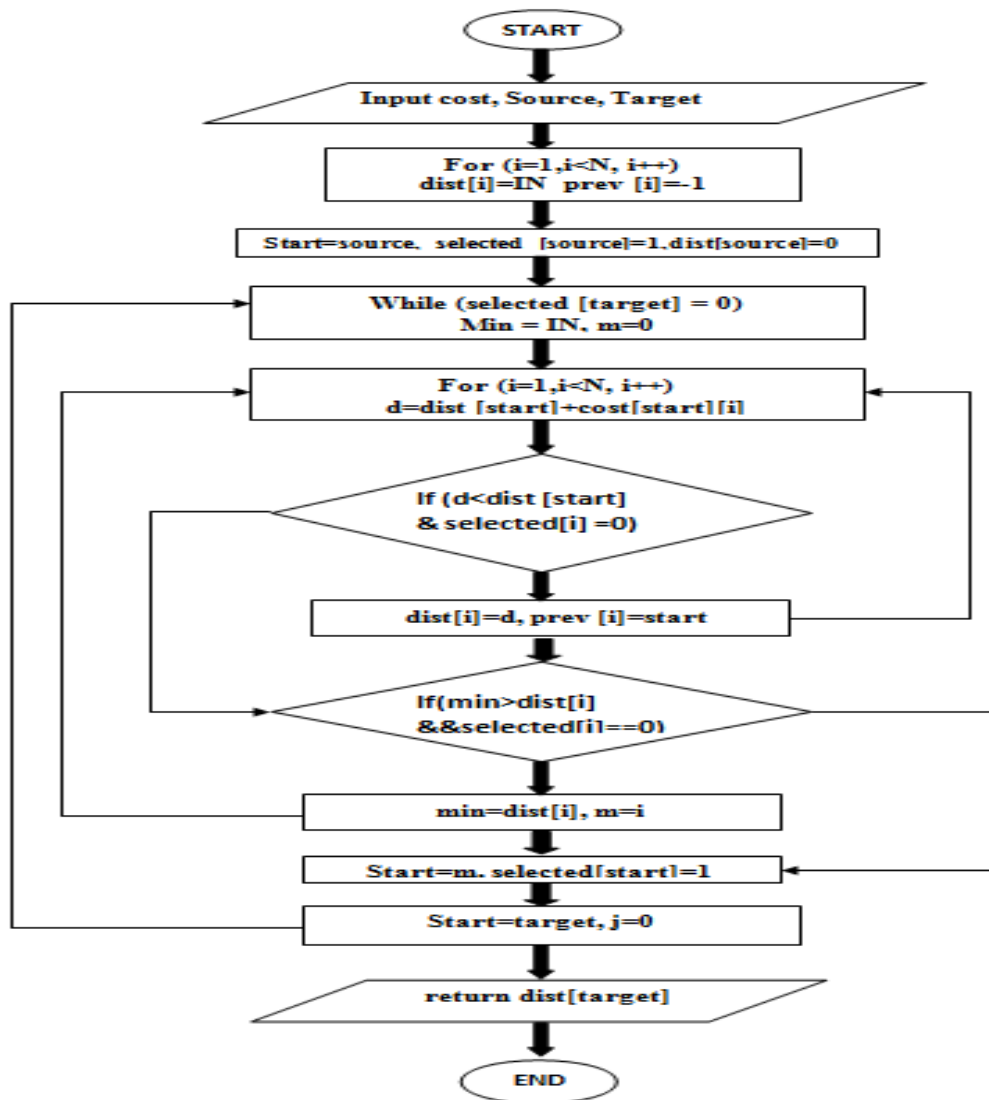 START
Input cost, Source, Target
For (i=1,i<N, i++)
dist[i]=IN prev [i]=-1
Start=source, selected [source]=1,dist[source]=0
While (selected [target] = 0)
Min = IN, m=0
For (i=1,i<N, i++)
d=dist [start]+cost[start][i]
If (d<dist [start]
& selected[i] =0)
dist[i]=d, prev [i]=start
If(min>dist[i]
&&selected[i]==0)
min=dist[i], m=i
Start=m, selected[start]=1
Start=target, j=0
return dist[target]
END